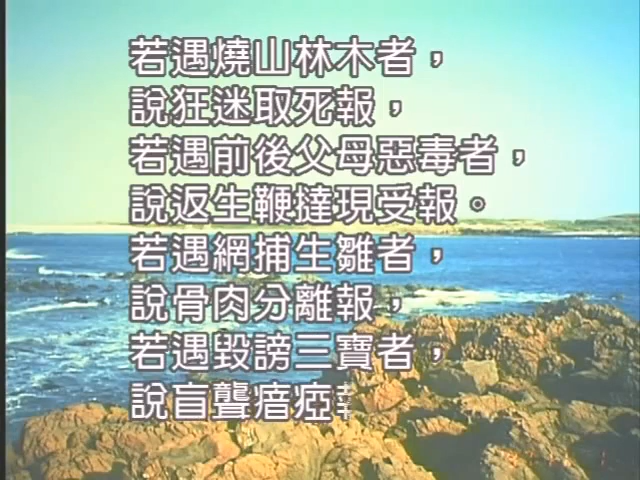 若遇燒山林木者，
說狂迷取死報，
若遇前後父母惡毒者，
說返生鞭撻現受報。
若遇網捕生雛者，
說骨肉分離報，
若遇毀謗三寶者，
說盲聾瘖瘂